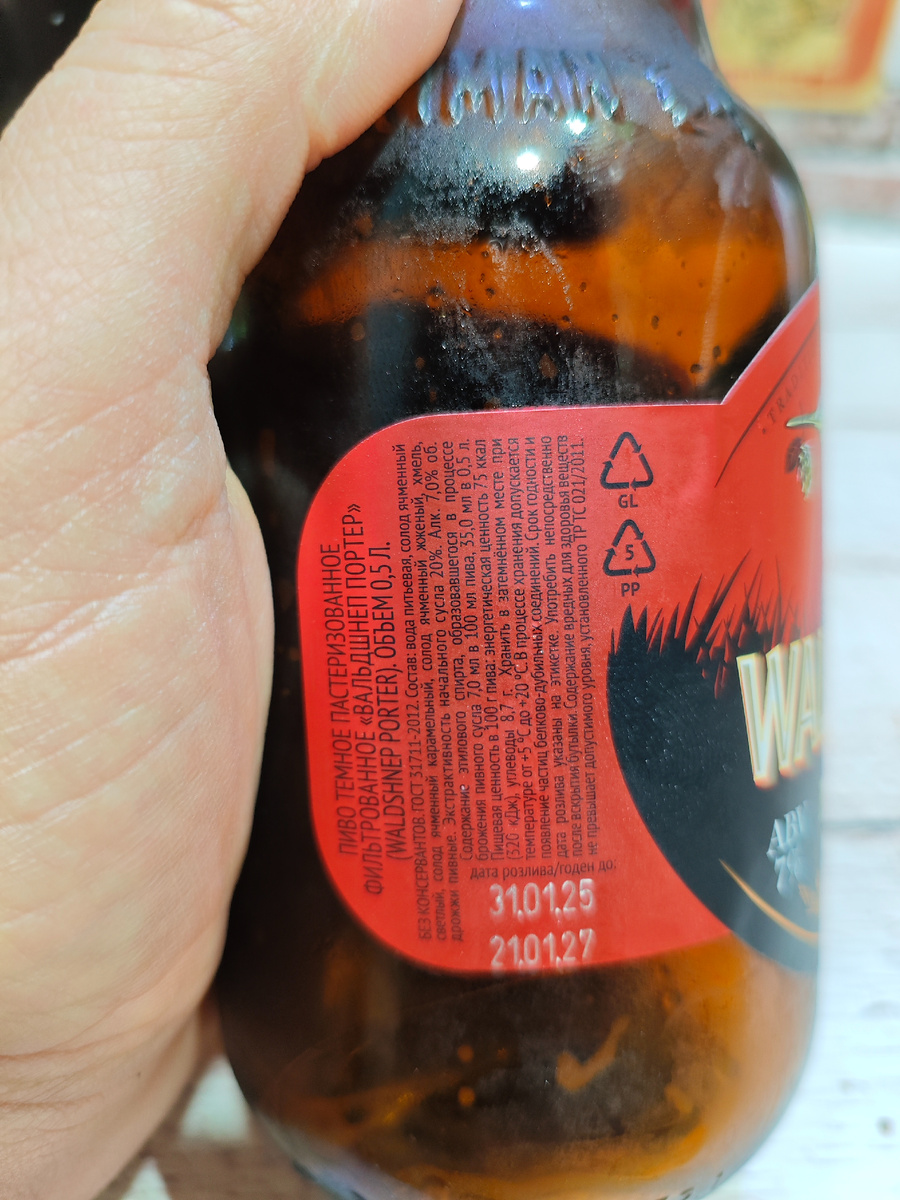 ПИВО ТЕМНОЕ ПАСТЕРИЗОВАННОЕ
ФИЛЬТРОВАННОЕ «ВАЛЬДШНЕП ПОРТЕР»
(WALDSHNEP PORTER). ОБЪЕМ 0,5 Л.
БЕЗ КОНСЕРВАНТОВ. ГОСТ 31711-2012. Состав: вода питьевая, солод ячменный
светлый, солод ячменный карамельный, солод ячменный жженый, хмель,
дрожжи пивные. Экстрактивность начального сусла 20%. Алк. 7,0% об.
Содержание этилового спирта, образовавшегося в процессе
брожения пивного сусла 7,0 мл в 100 мл пива, 35,0 мл в 0,5 л.
Пищевая ценность в 100 г пива: энергетическая ценность 75 ккал
(320 кДж), углеводы 8,7 г. Хранить в затемнённом месте при
температуре от +5 °С до +20 °С. В процессе хранения допускается
появление частиц белково-дубильных соединений. Срок годности и
дата розлива указаны на этикетке. Употребить непосредственно
после вскрытия бутылки. Содержание вредных для здоровья веществ
не превышает допустимого уровня, установленного ТР ТС 021/2011.
дата розлива/годен до:
31.01.25
21.01.27
GL
5
PP
TRAD
WA